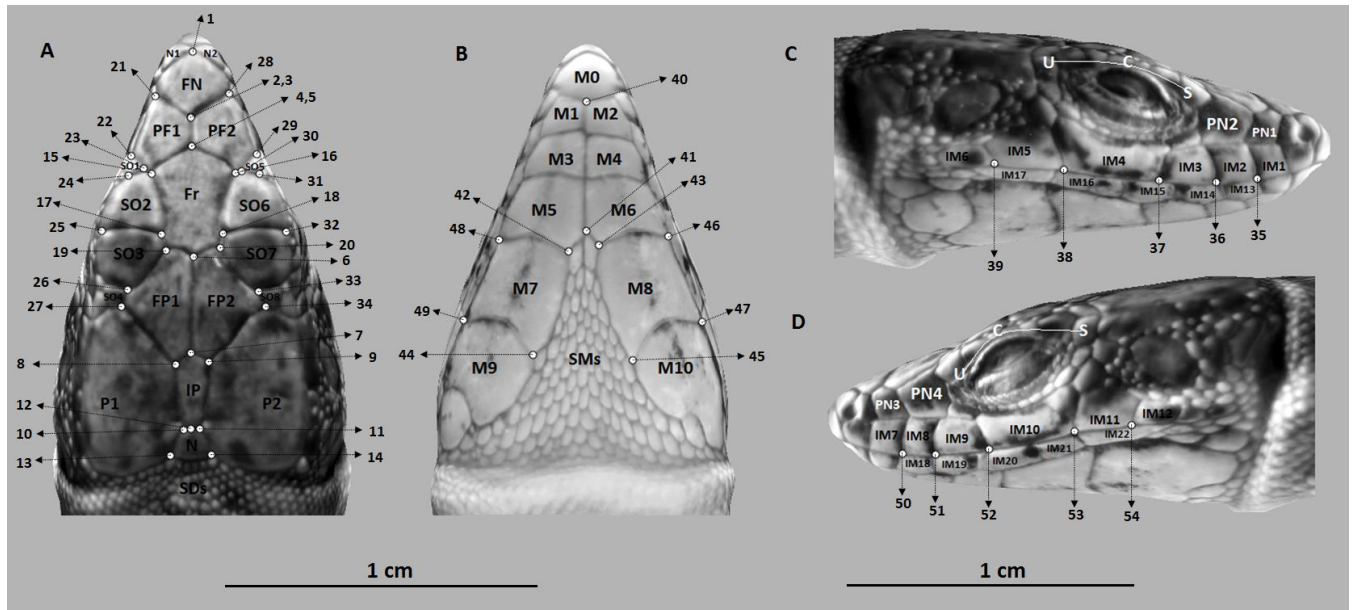 1
A
N1 N2
21
FN
28
2,3
4,5
PF1 PF2
22
29
23
30
15
SO1
SO5
16
24
31
Fr
SO2
SO6
17
18
25
32
19
SO3
SO7
20
6
26
33
SO4
FP1 FP2
SO8
27
34
7
8
9
IP
P1
P2
12
10
11
N
13
14
SDs
B
M0
40
M1 M2
M3 M4
41
42
43
M5 M6
48
46
M7 M8
49
47
44
SMs
45
M9 M10
1 cm
C
U C S
PN2 PN1
IM6 IM5 IM4 IM3 IM2 IM1
IM17 IM16 IM15 IM14 IM13
39 38 37 36 35
D
C S
U
PN3 PN4
IM7 IM8 IM9 IM10 IM11 IM12
IM18 IM19 IM20 IM21 IM22
50 51 52 53 54
1 cm